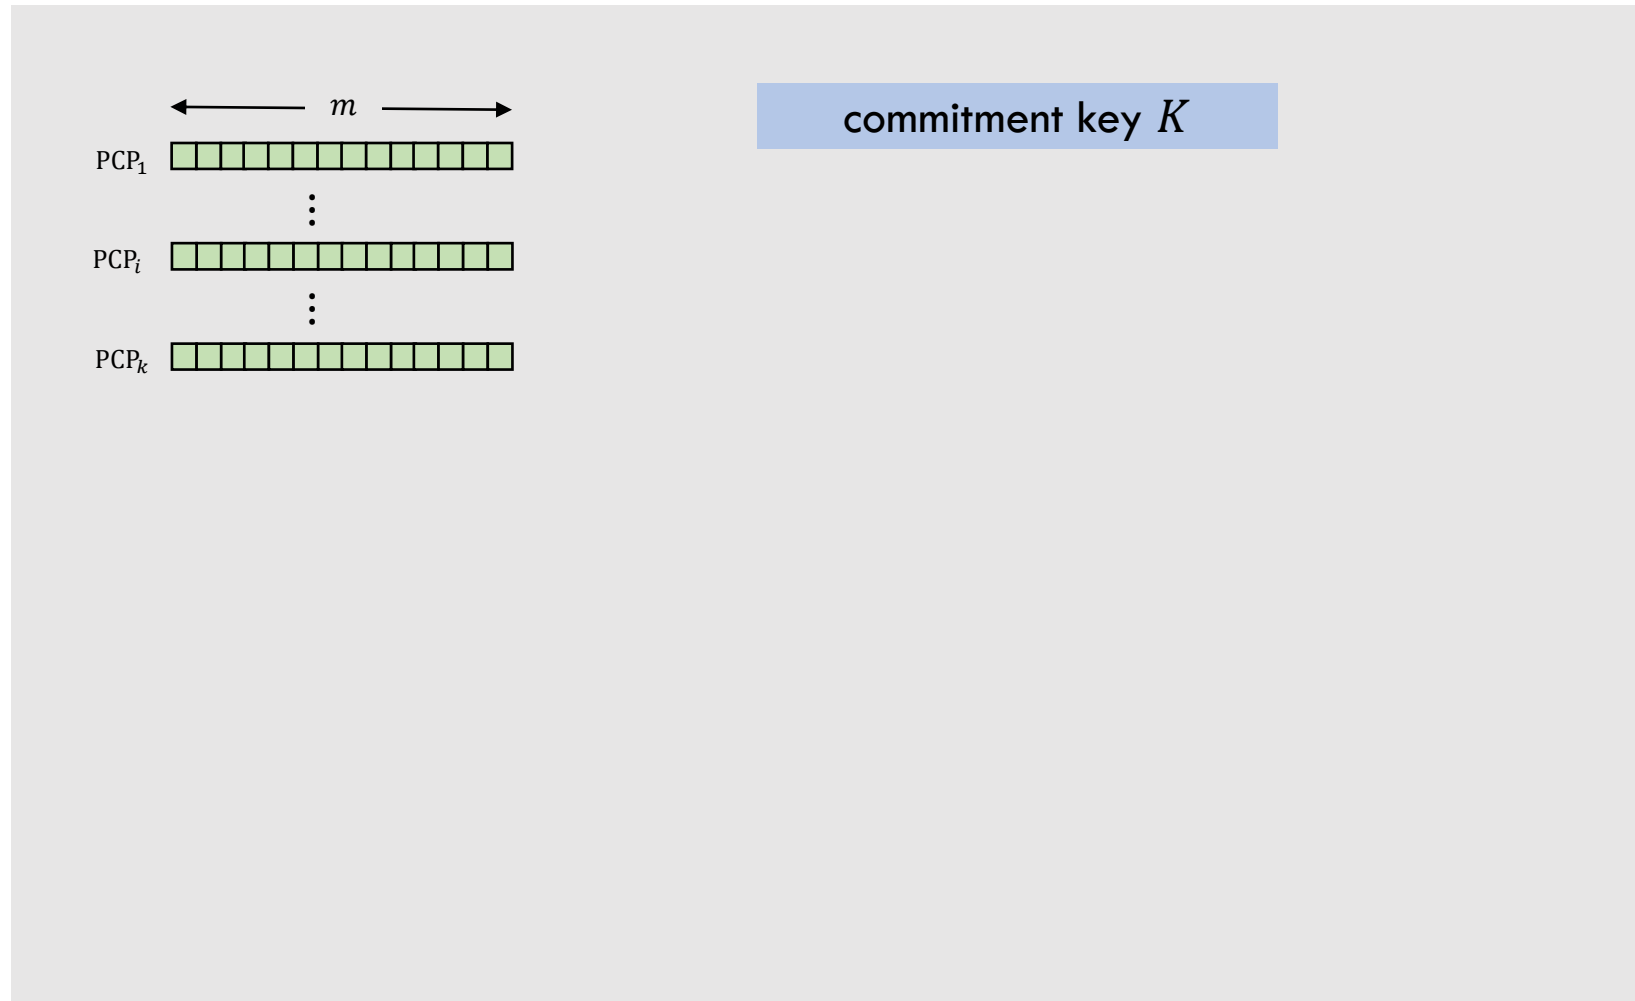 m
commitment key K
PCP₁
⋮
PCPᵢ
⋮
PCPₖ